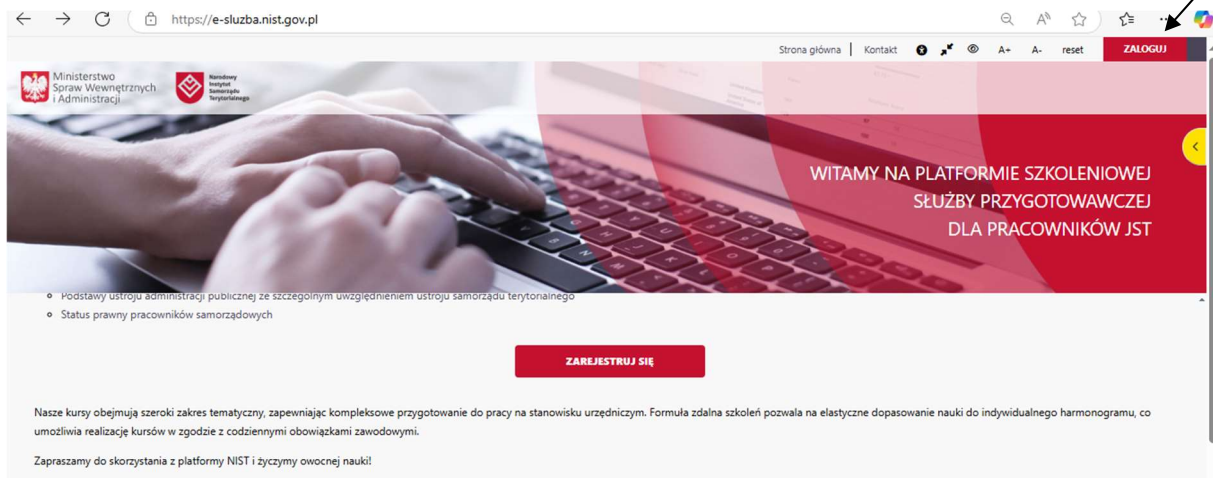 https://e-sluzba.nist.gov.pl
Strona główna | Kontakt A+ A- reset ZALOGUJ
Ministerstwo
Spraw Wewnętrznych
i Administracji
Narodowy
Instytut
Samorządu
Terytorialnego
WITAMY NA PLATFORMIE SZKOLENIOWEJ
SŁUŻBY PRZYGOTOWAWCZEJ
DLA PRACOWNIKÓW JST
Podstawy ustroju administracji publicznej ze szczególnym uwzględnieniem ustroju samorządu terytorialnego
Status prawny pracowników samorządowych
ZAREJESTRUJ SIĘ
Nasze kursy obejmują szeroki zakres tematyczny, zapewniając kompleksowe przygotowanie do pracy na stanowisku urzędniczym. Formuła zdalna szkoleń pozwala na elastyczne dopasowanie nauki do indywidualnego harmonogramu, co
umożliwia realizację kursów w zgodzie z codziennymi obowiązkami zawodowymi.
Zapraszamy do skorzystania z platformy NIST i życzymy owocnej nauki!